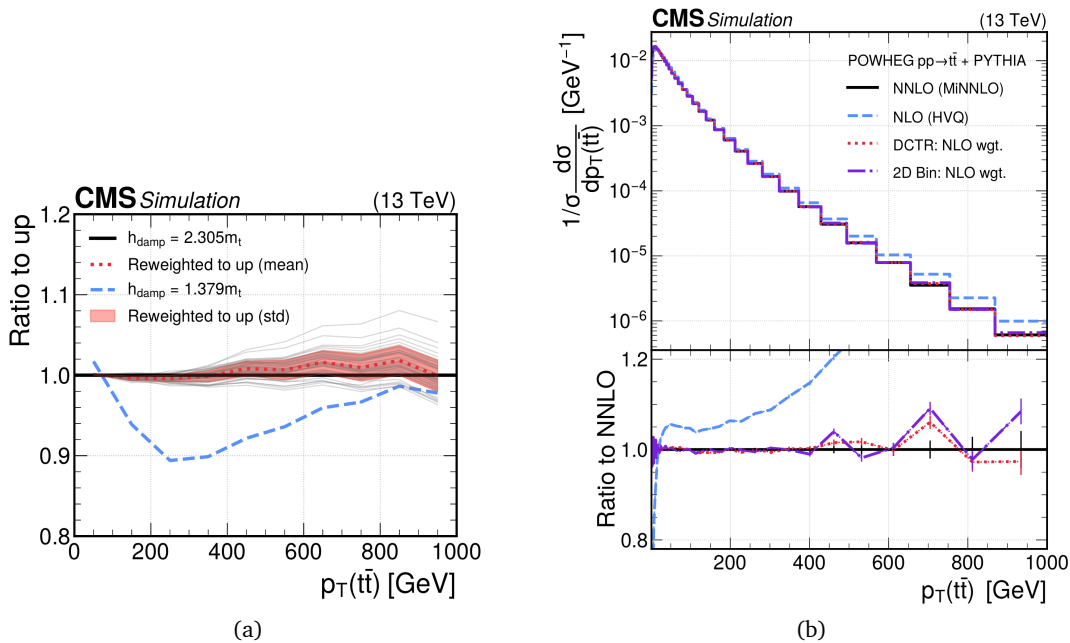 CMS Simulation (13 TeV)
Ratio to up
1.2
1.1
1.0
0.9
0.8
h_damp = 2.305m_t
Reweighted to up (mean)
h_damp = 1.379m_t
Reweighted to up (std)
0 200 400 600 800 1000
p_T(tt̄) [GeV]
(a)
CMS Simulation (13 TeV)
1/σ dσ/dp_T(tt̄) [GeV⁻¹]
10⁻²
10⁻³
10⁻⁴
10⁻⁵
10⁻⁶
POWHEG pp→tt̄ + PYTHIA
NNLO (MiNNLO)
NLO (HVQ)
DCTR: NLO wgt.
2D Bin: NLO wgt.
Ratio to NNLO
1.2
1.0
0.8
200 400 600 800 1000
p_T(tt̄) [GeV]
(b)